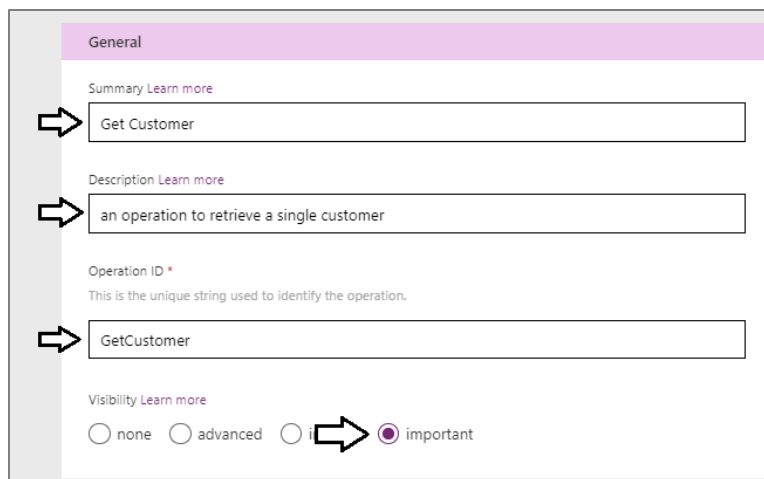 General
Summary Learn more
Get Customer
Description Learn more
an operation to retrieve a single customer
Operation ID *
This is the unique string used to identify the operation.
GetCustomer
Visibility Learn more
none advanced important